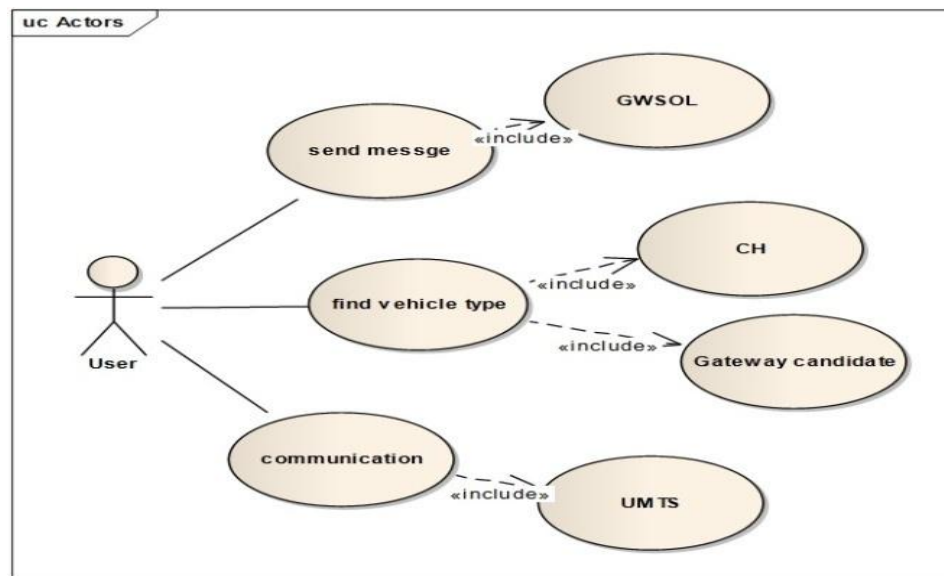 uc Actors
GWSOL
send messge
«include»
CH
«include»
find vehicle type
«include»
Gateway candidate
User
communication
«include»
UMTS